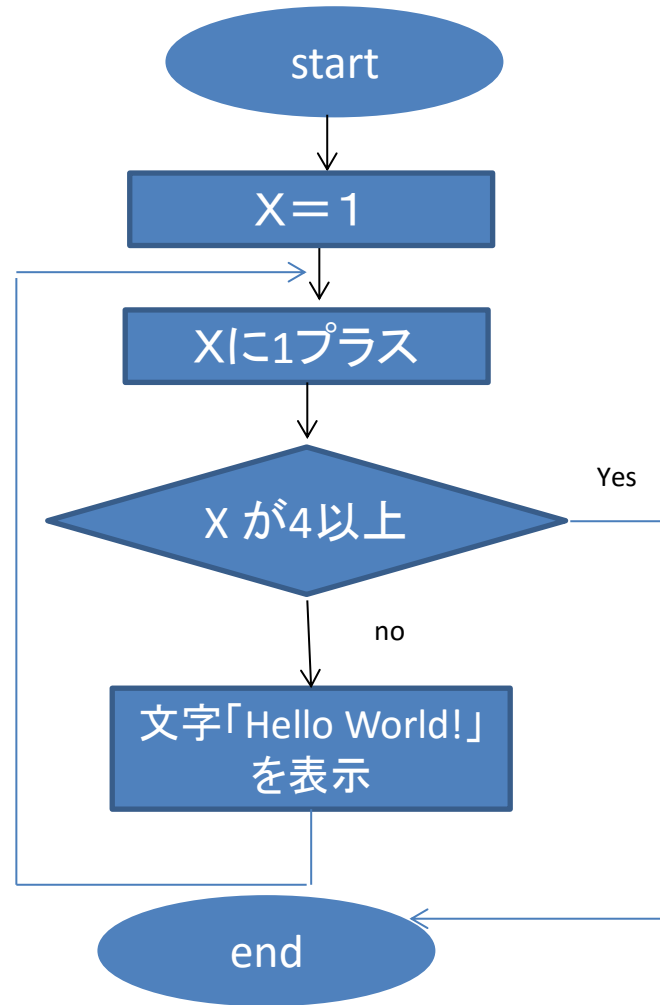 start
X＝１
Xに1プラス
X が4以上
Yes
no
文字「Hello World!」
を表示
end